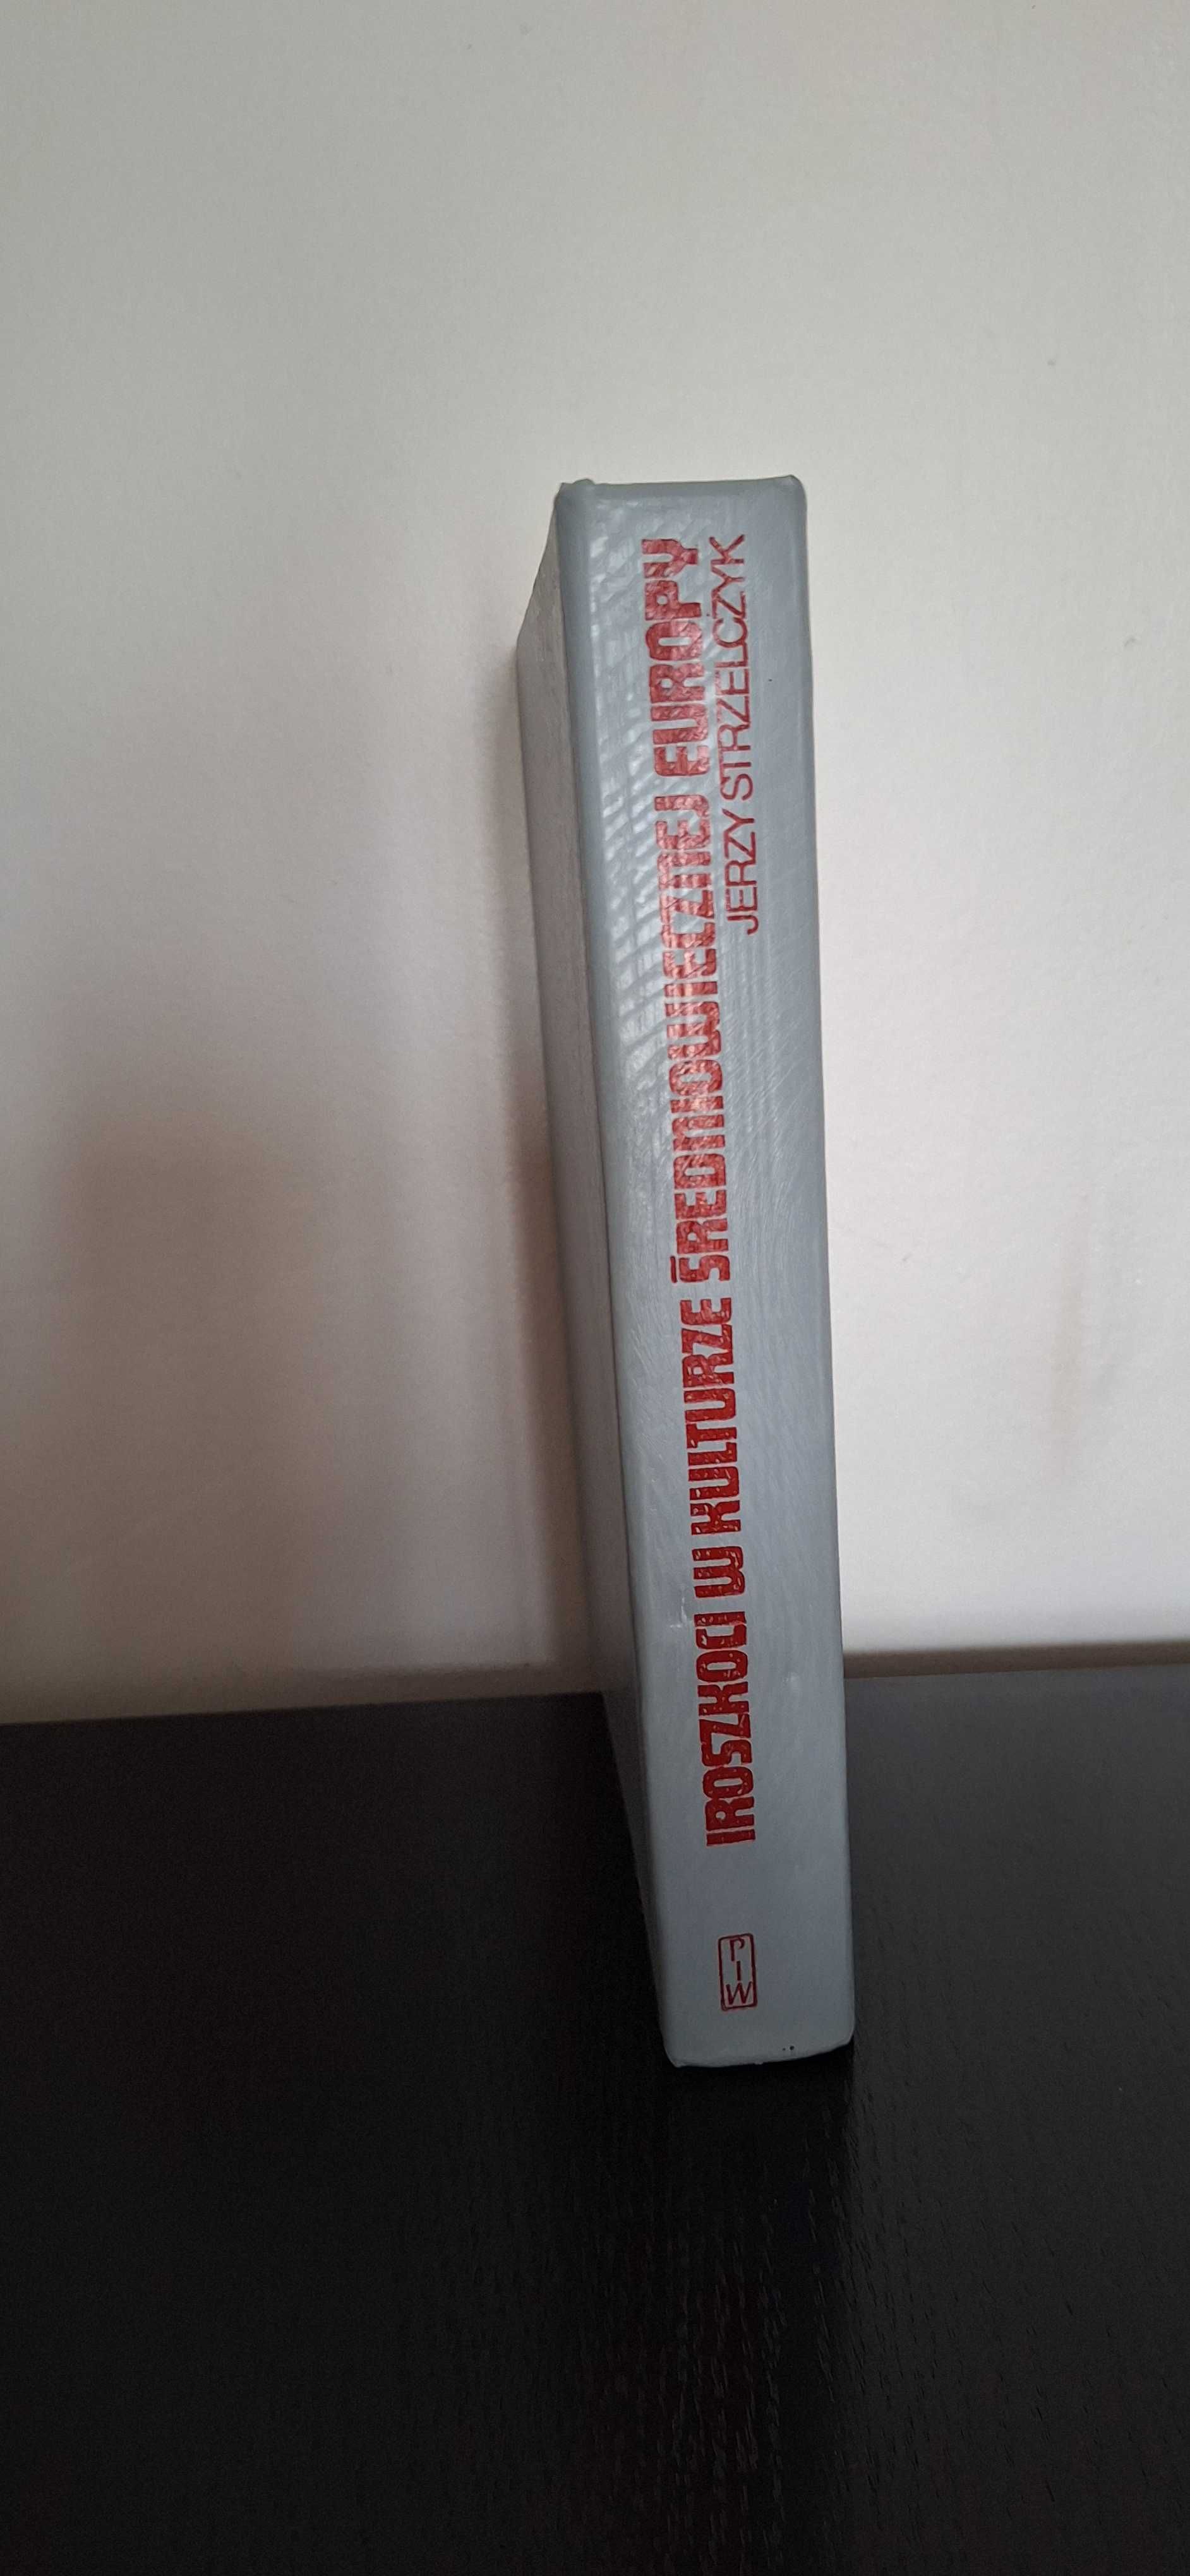 IROSZKOCI W KULTURZE ŚREDNIOWIECZNEJ EUROPY
JERZY STRZELCZYK
PIW